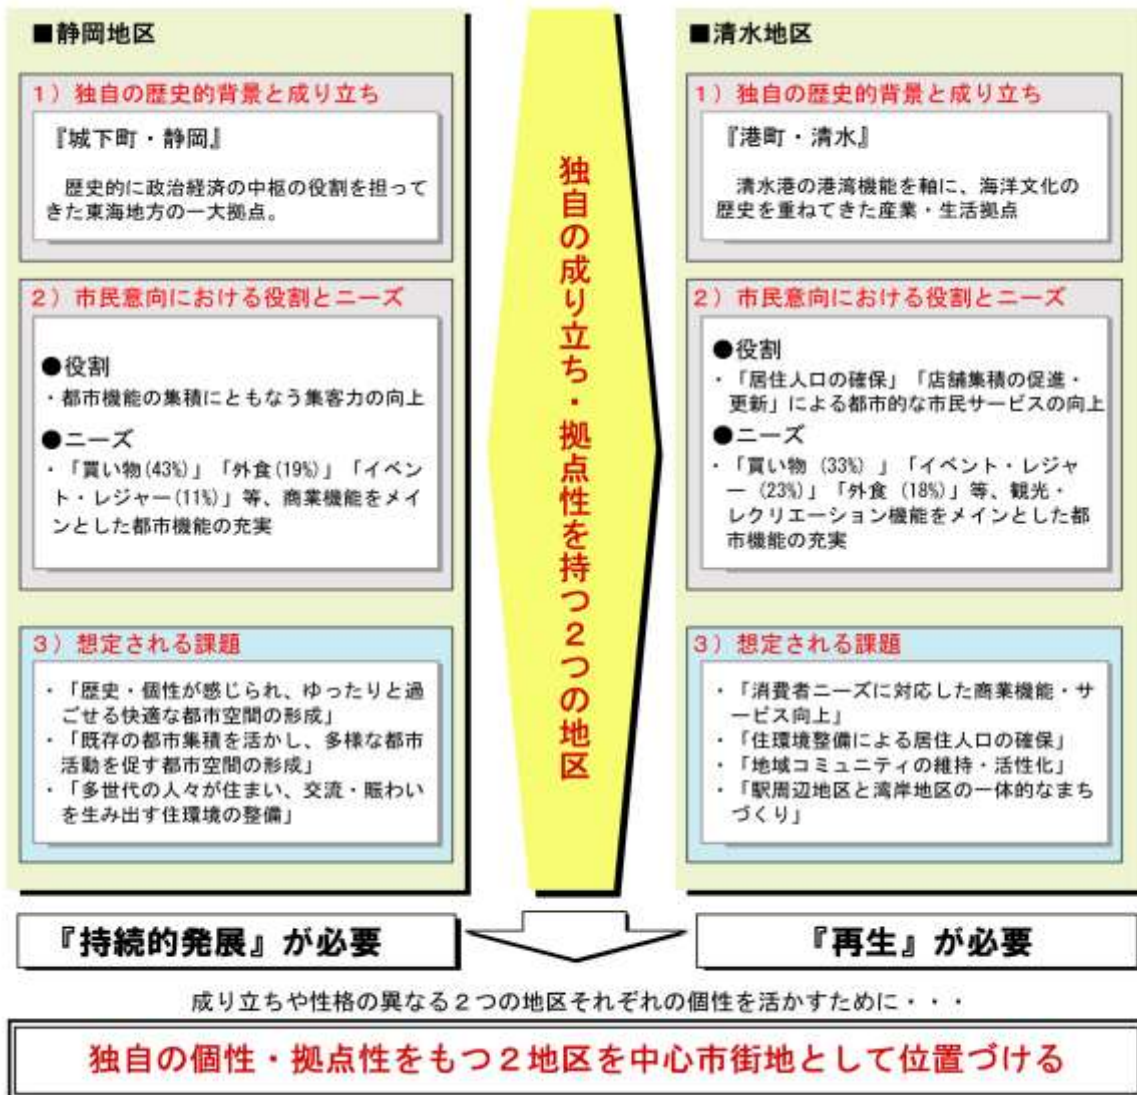 ■静岡地区
1）独自の歴史的背景と成り立ち
『城下町・静岡』
歴史的に政治経済の中枢の役割を担って
きた東海地方の一大拠点。
2）市民意向における役割とニーズ
●役割
・都市機能の集積にともなう集客力の向上
●ニーズ
・「買い物(43%)」「外食(19%)」「イベン
ト・レジャー(11%)」等、商業機能をメイ
ンとした都市機能の充実
3）想定される課題
・「歴史・個性が感じられ、ゆったりと過
ごせる快適な都市空間の形成」
・「既存の都市集積を活かし、多様な都市
活動を促す都市空間の形成」
・「多世代の人々が住まい、交流・賑わい
を生み出す住環境の整備」
『持続的発展』が必要
独自の成り立ち・拠点性を持つ2つの地区
■清水地区
1）独自の歴史的背景と成り立ち
『港町・清水』
清水港の港湾機能を軸に、海洋文化の
歴史を重ねてきた産業・生活拠点
2）市民意向における役割とニーズ
●役割
・「居住人口の確保」「店舗集積の促進・
更新」による都市的な市民サービスの向上
●ニーズ
・「買い物 (33%) 」「イベント・レジャ
ー (23%)」「外食 (18%)」等、観光・
レクリエーション機能をメインとした都
市機能の充実
3）想定される課題
・「消費者ニーズに対応した商業機能・サ
ービス向上」
・「住環境整備による居住人口の確保」
・「地域コミュニティの維持・活性化」
・「駅周辺地区と湾岸地区の一体的なまち
づくり」
『再生』が必要
成り立ちや性格の異なる2つの地区それぞれの個性を活かすために・・・
独自の個性・拠点性をもつ2地区を中心市街地として位置づける